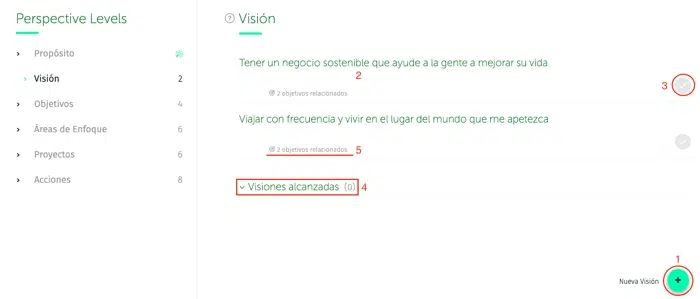 Perspective Levels
Propósito
Visión 2
Objetivos 4
Áreas de Enfoque 6
Proyectos 6
Acciones 8
? Visión
Tener un negocio sostenible que ayude a la gente a mejorar su vida
2
2 objetivos relacionados
3
Viajar con frecuencia y vivir en el lugar del mundo que me apetezca
2 objetivos relacionados 5
Visiones alcanzadas (0) 4
1
Nueva Visión +